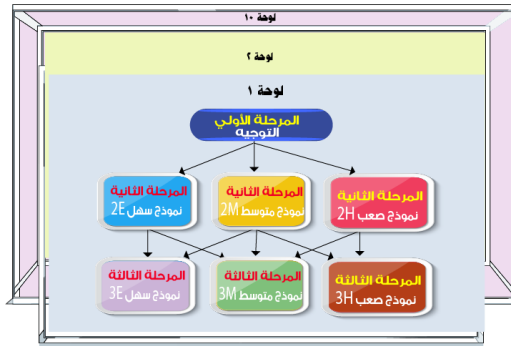 لوحة ١٠
لوحة ٢
لوحة ١
المرحلة الأولي
التوجيه
المرحلة الثانية
نموذج صعب 2H
المرحلة الثانية
نموذج متوسط 2M
المرحلة الثانية
نموذج سهل 2E
المرحلة الثالثة
نموذج صعب 3H
المرحلة الثالثة
نموذج متوسط 3M
المرحلة الثالثة
نموذج سهل 3E